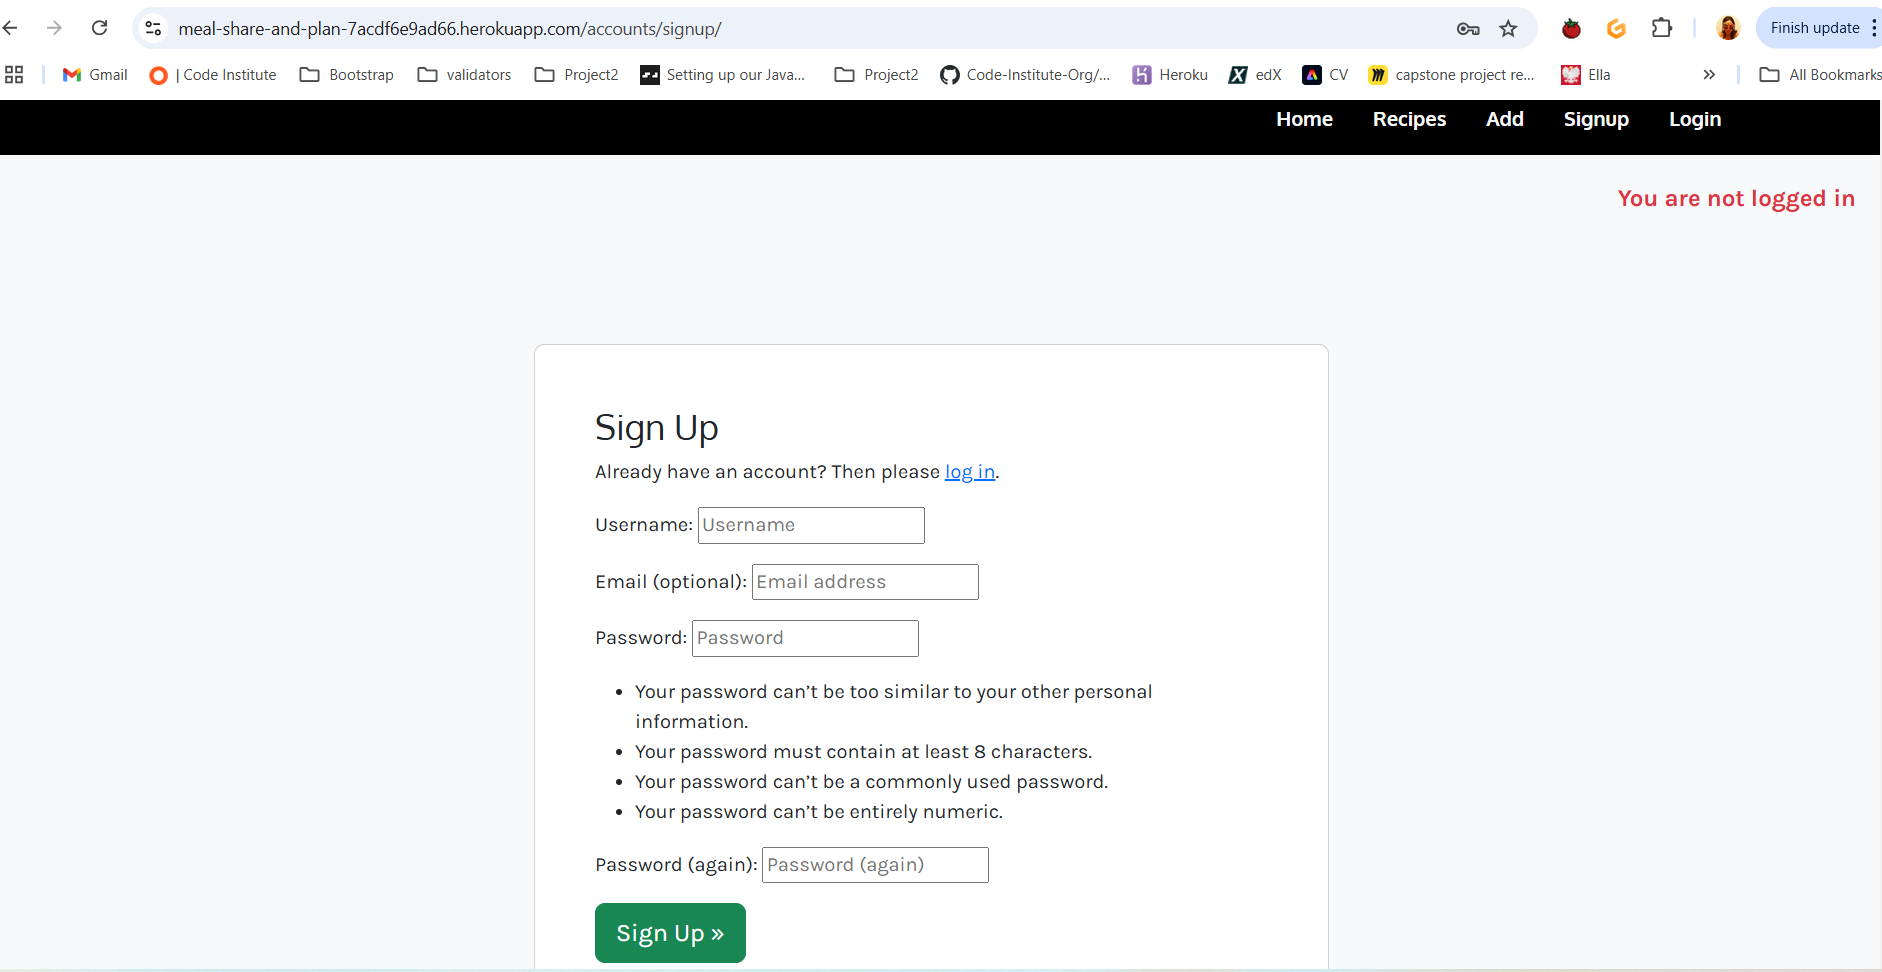 meal-share-and-plan-7acdf6e9ad66.herokuapp.com/accounts/signup/ Finish update
Gmail | Code Institute Bootstrap validators Project2 Setting up our Java... Project2 Code-Institute-Org/... Heroku edX CV capstone project re... Ella » All Bookmarks
Home Recipes Add Signup Login
You are not logged in
Sign Up
Already have an account? Then please log in.
Username: Username
Email (optional): Email address
Password: Password
• Your password can’t be too similar to your other personal
information.
• Your password must contain at least 8 characters.
• Your password can’t be a commonly used password.
• Your password can’t be entirely numeric.
Password (again): Password (again)
Sign Up »